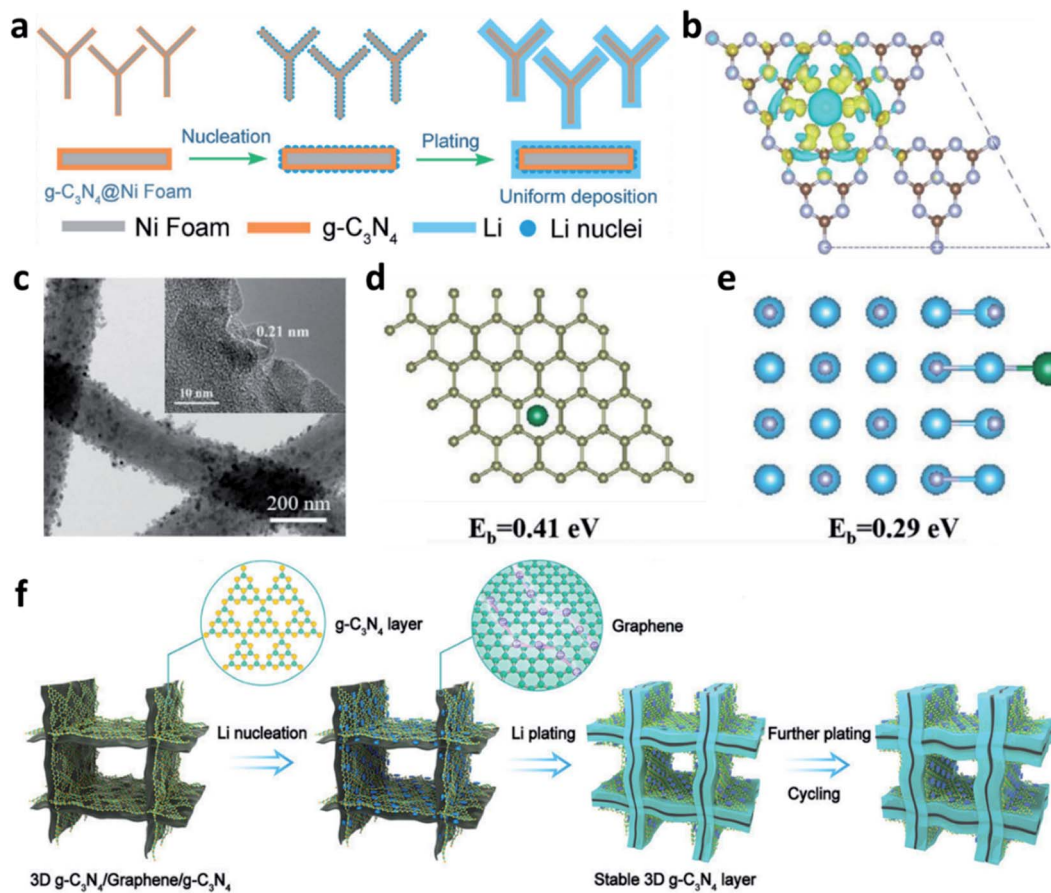 a
Nucleation
Plating
g-C₃N₄@Ni Foam
Uniform deposition
Ni Foam
g-C₃N₄
Li
Li nuclei
b
c
0.21 nm
10 nm
200 nm
d
E_b=0.41 eV
e
E_b=0.29 eV
f
g-C₃N₄ layer
Graphene
Li nucleation
Li plating
Further plating
Cycling
3D g-C₃N₄/Graphene/g-C₃N₄
Stable 3D g-C₃N₄ layer